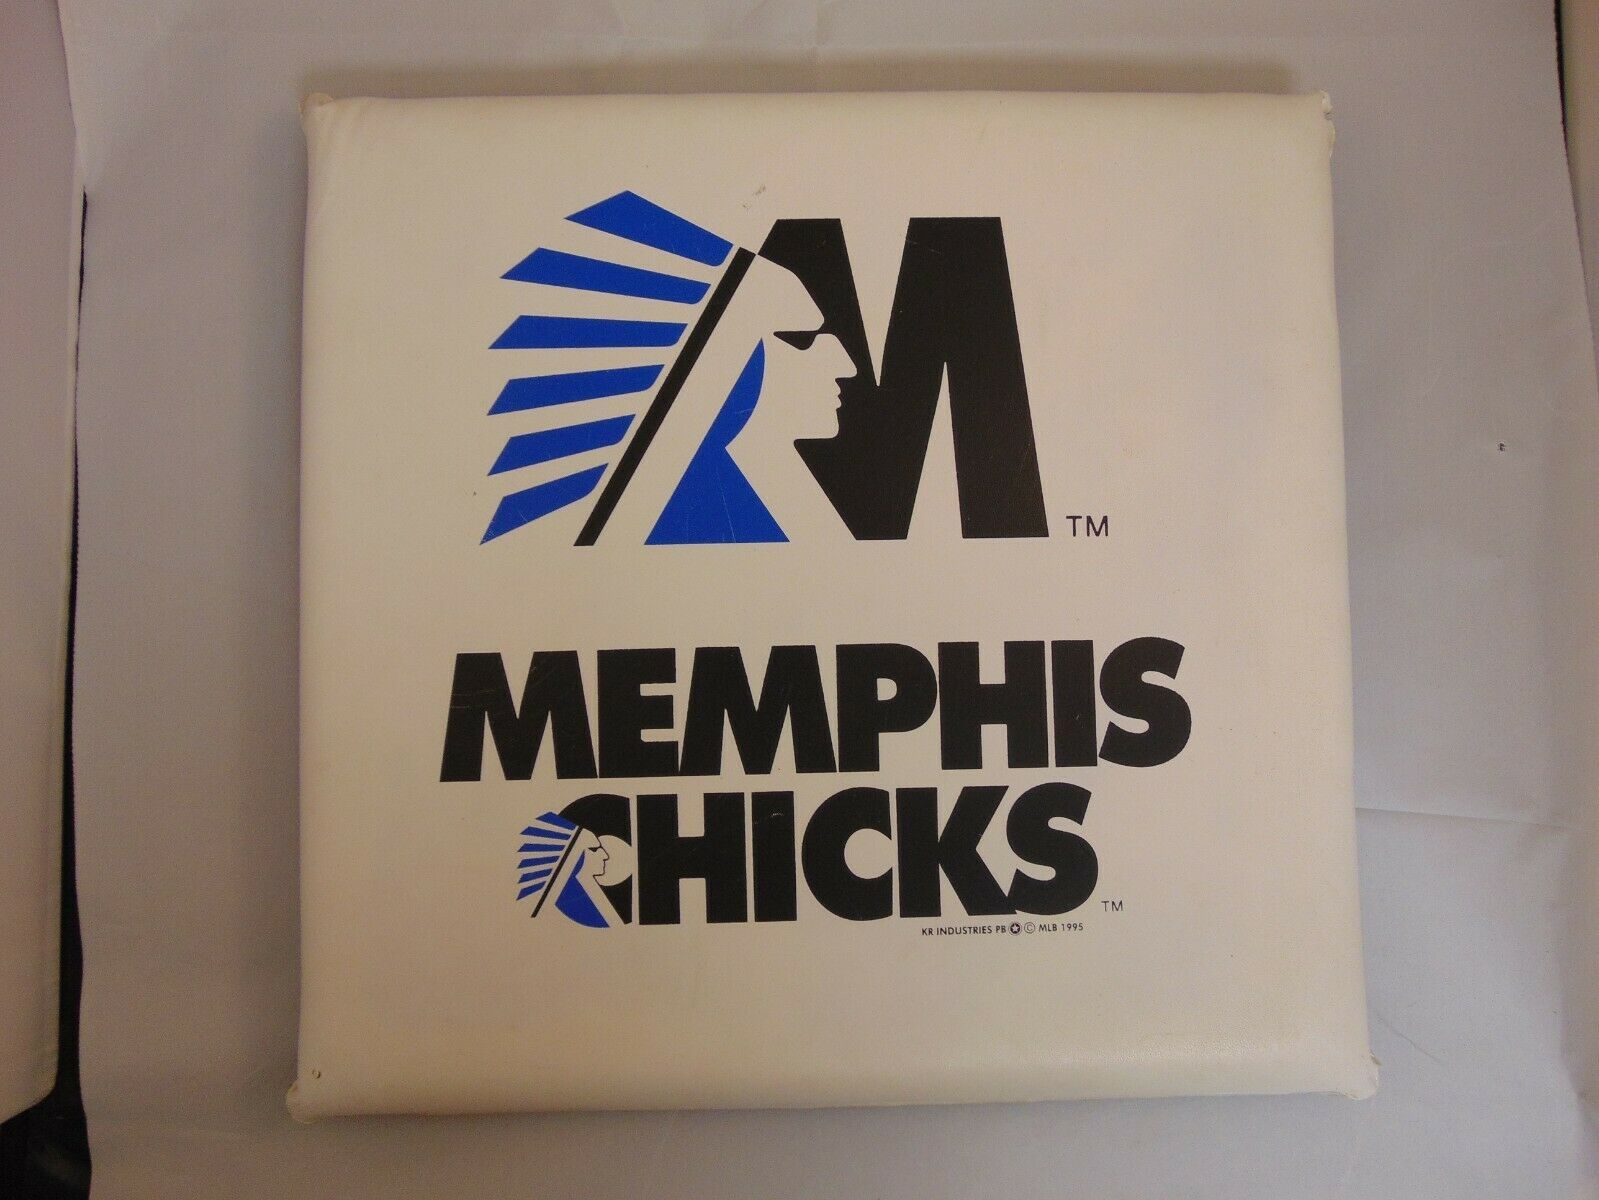 M TM
MEMPHIS
CHICKS TM
KR INDUSTRIES PB © MLB 1995